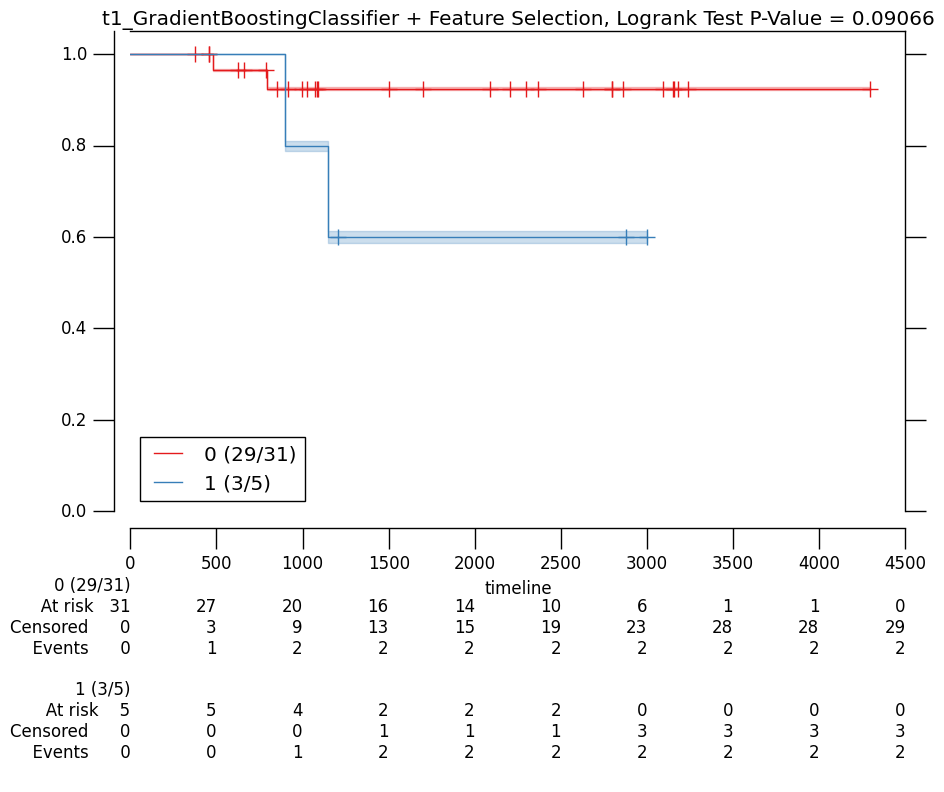 t1_GradientBoostingClassifier + Feature Selection, Logrank Test P-Value = 0.09066
1.0
0.8
0.6
0.4
0.2
0.0
0 (29/31)
1 (3/5)
0 500 1000 1500 2000 2500 3000 3500 4000 4500
timeline
0 (29/31)
At risk 31 27 20 16 14 10 6 1 1 0
Censored 0 3 9 13 15 19 23 28 28 29
Events 0 1 2 2 2 2 2 2 2 2
1 (3/5)
At risk 5 5 4 2 2 2 0 0 0 0
Censored 0 0 0 1 1 1 3 3 3 3
Events 0 0 1 2 2 2 2 2 2 2